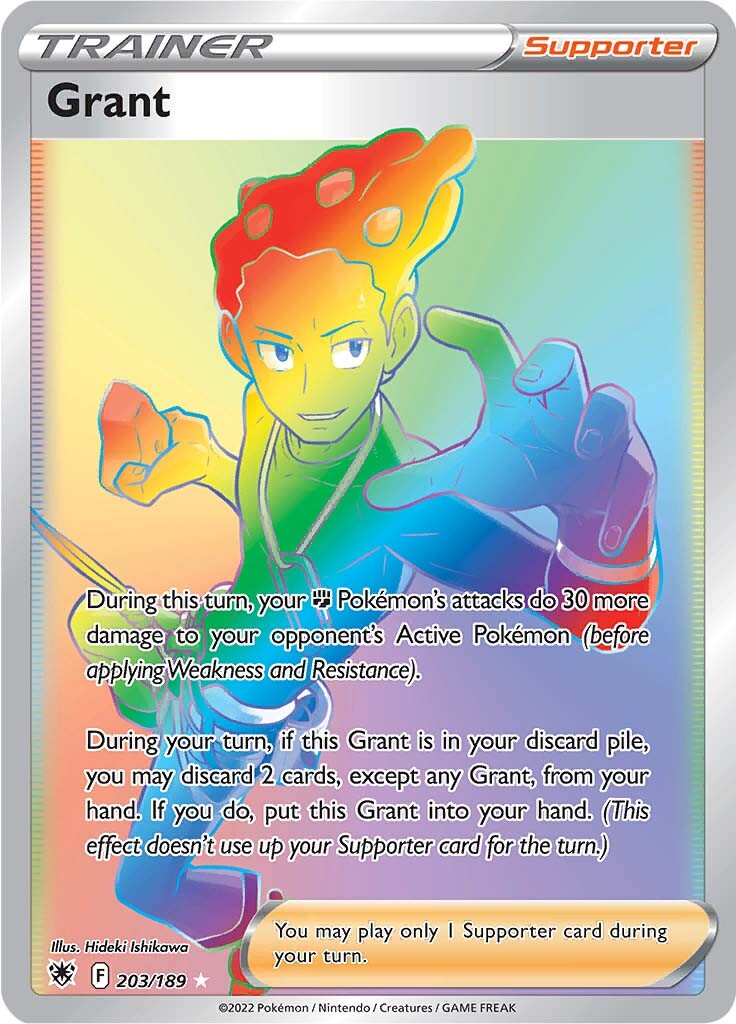 TRAINER
Supporter
Grant
During this turn, your Pokémon's attacks do 30 more
damage to your opponent's Active Pokémon (before
applying Weakness and Resistance).
During your turn, if this Grant is in your discard pile,
you may discard 2 cards, except any Grant, from your
hand. If you do, put this Grant into your hand. (This
effect doesn't use up your Supporter card for the turn.)
You may play only 1 Supporter card during
your turn.
Illus. Hideki Ishikawa
F 203/189
©2022 Pokémon / Nintendo / Creatures / GAME FREAK